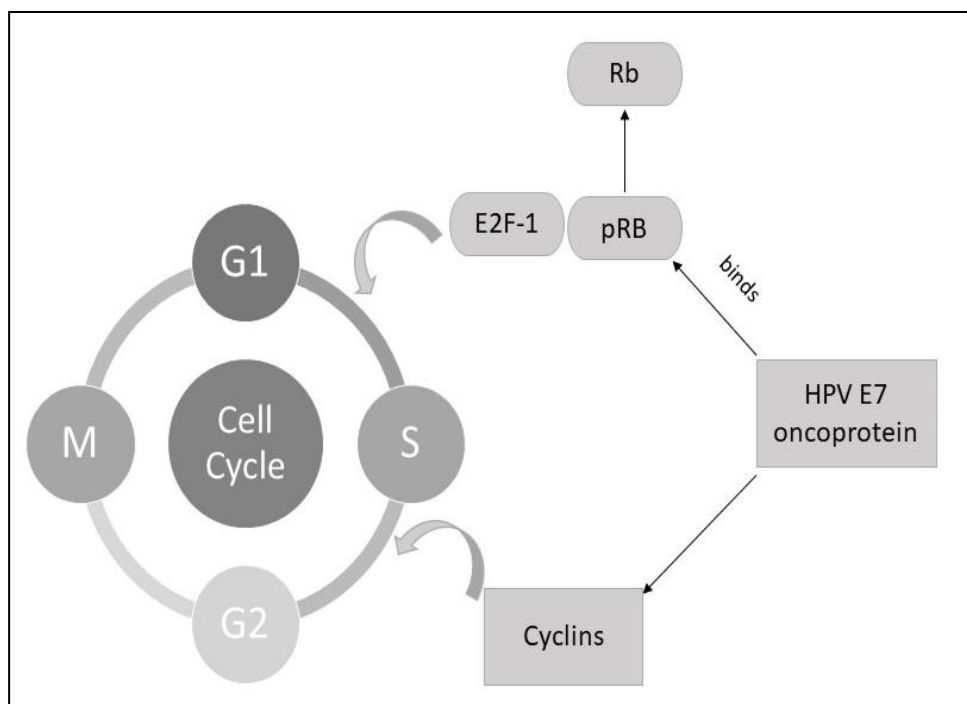 Rb
E2F-1
pRB
G1
binds
HPV E7
oncoprotein
M
Cell
Cycle
S
G2
Cyclins